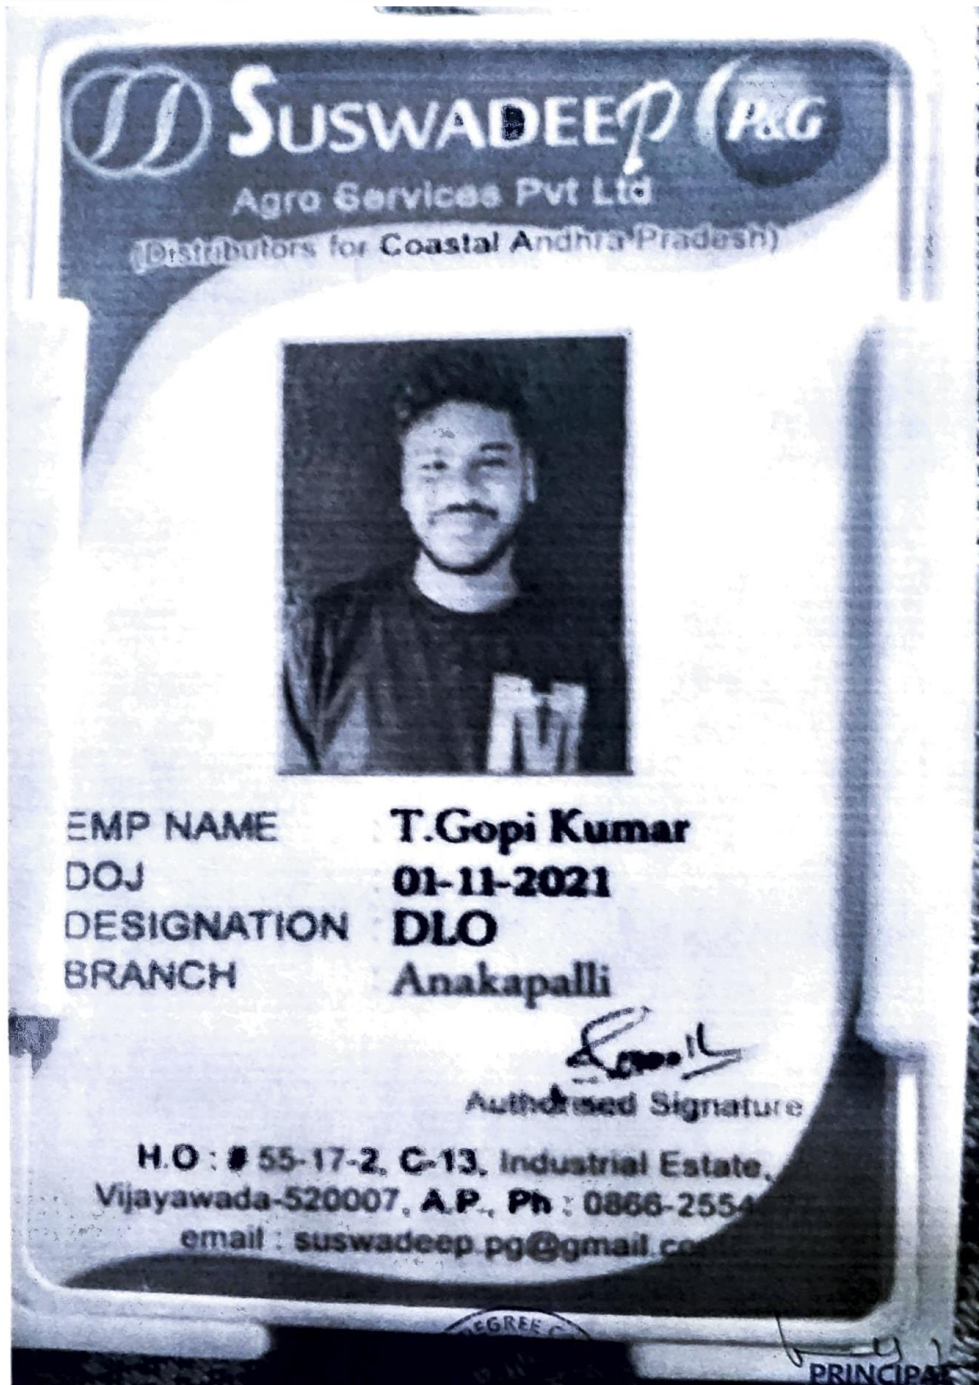 SUSWADEEP P&G
Agro Services Pvt Ltd
(Distributors for Coastal Andhra Pradesh)
M
EMP NAME T.Gopi Kumar
DOJ 01-11-2021
DESIGNATION DLO
BRANCH Anakapalli
Authorised Signature
H.O : # 55-17-2, C-13, Industrial Estate,
Vijayawada-520007, A.P., Ph : 0866-2554
email : suswadeep.pg@gmail.co
DEGREE
PRINCIPAL